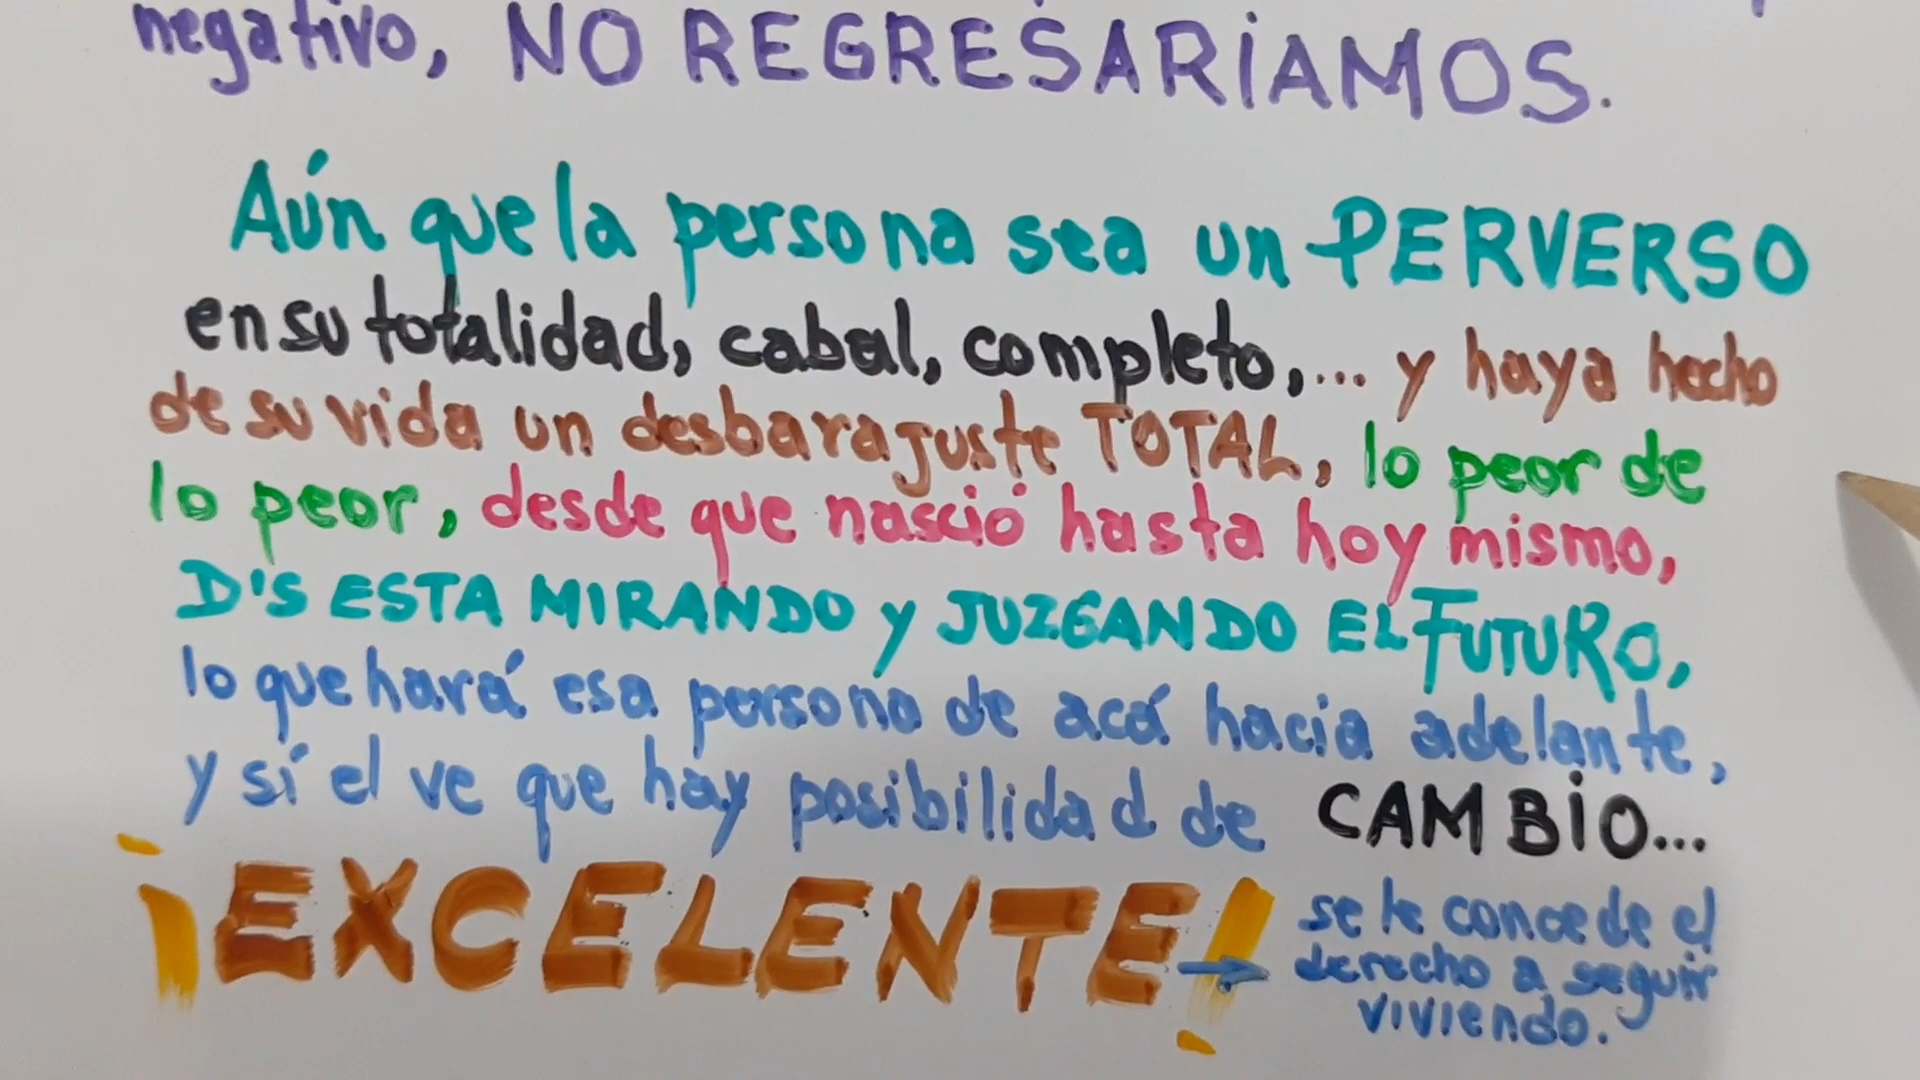 negativo, NO REGRESARÍAMOS.
Aún que la persona sea un PERVERSO
en su totalidad, cabal, completo,... y haya hecho
de su vida un desbarajuste TOTAL, lo peor de
lo peor, desde que nasció hasta hoy mismo,
D'S ESTA MIRANDO y JUZGANDO EL FUTURO,
lo que hará esa persona de acá hacia adelante,
y sí el ve que hay posibilidad de CAMBIO...
¡EXCELENTE! → se le concede el
derecho a seguir
viviendo.